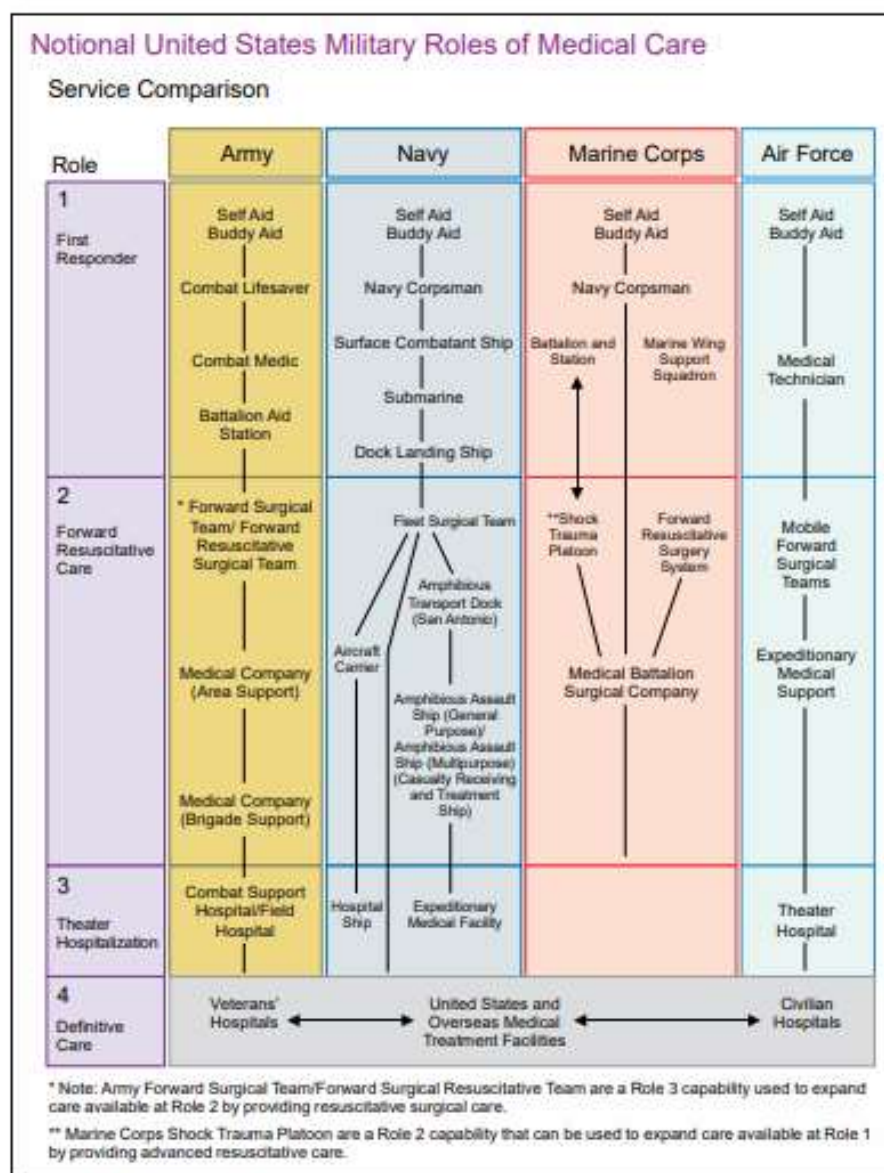 Notional United States Military Roles of Medical Care
Service Comparison
Role
Army
Navy
Marine Corps
Air Force
1
First
Responder
Self Aid
Buddy Aid
Combat Lifesaver
Combat Medic
Battalion Aid
Station
Self Aid
Buddy Aid
Navy Corpsman
Surface Combatant Ship
Submarine
Dock Landing Ship
Self Aid
Buddy Aid
Navy Corpsman
Battalion and
Station
Marine Wing
Support
Squadron
Self Aid
Buddy Aid
Medical
Technician
2
Forward
Resuscitative
Care
* Forward Surgical
Team/ Forward
Resuscitative
Surgical Team
Medical Company
(Area Support)
Medical Company
(Brigade Support)
Fleet Surgical Team
Amphibious
Transport Dock
(San Antonio)
Aircraft
Carrier
Amphibious Assault
Ship (General
Purpose)/
Amphibious Assault
Ship (Multipurpose)
(Casualty Receiving
and Treatment
Ship)
**Shock
Trauma
Platoon
Forward
Resuscitative
Surgery
System
Medical Battalion
Surgical Company
Mobile
Forward
Surgical
Teams
Expeditionary
Medical
Support
3
Theater
Hospitalization
Combat Support
Hospital/Field
Hospital
Hospital
Ship
Expeditionary
Medical Facility
Theater
Hospital
4
Definitive
Care
Veterans'
Hospitals
United States and
Overseas Medical
Treatment Facilities
Civilian
Hospitals
* Note: Army Forward Surgical Team/Forward Surgical Resuscitative Team are a Role 3 capability used to expand
care available at Role 2 by providing resuscitative surgical care.
** Marine Corps Shock Trauma Platoon are a Role 2 capability that can be used to expand care available at Role 1
by providing advanced resuscitative care.